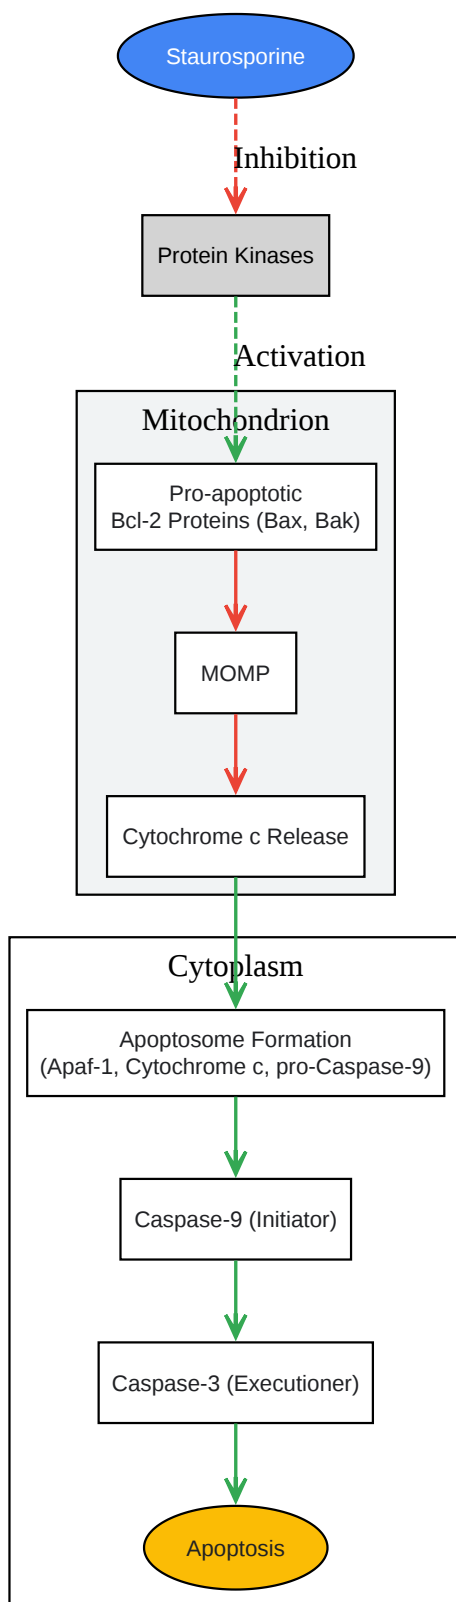 Staurosporine
Inhibition
Protein Kinases
Activation
Mitochondrion
Pro-apoptotic
Bcl-2 Proteins (Bax, Bak)
MOMP
Cytochrome c Release
Cytoplasm
Apoptosome Formation
(Apaf-1, Cytochrome c, pro-Caspase-9)
Caspase-9 (Initiator)
Caspase-3 (Executioner)
Apoptosis